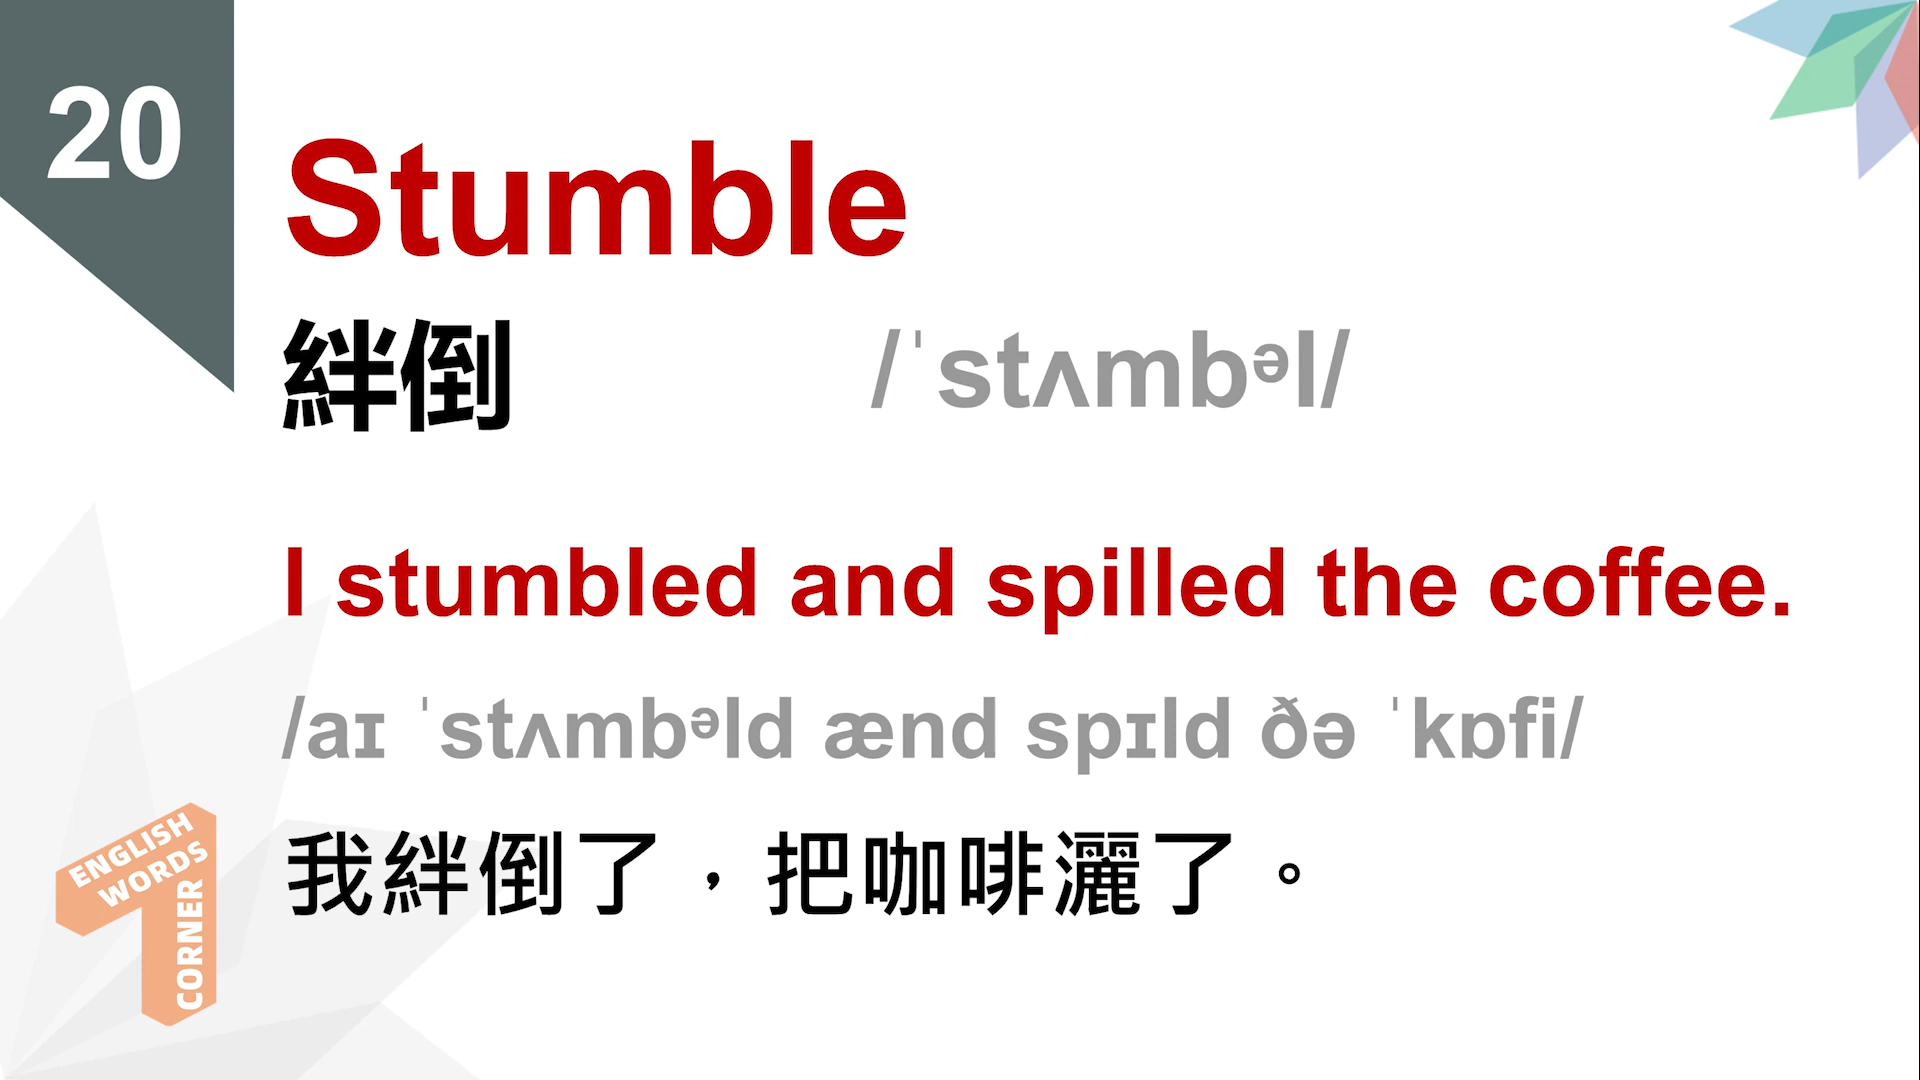 20
Stumble
絆倒
/ˈstʌmbᵊl/
I stumbled and spilled the coffee.
/aɪ ˈstʌmbᵊld ænd spɪld ðə ˈkɒfi/
我絆倒了，把咖啡灑了。
ENGLISH
WORDS
CORNER